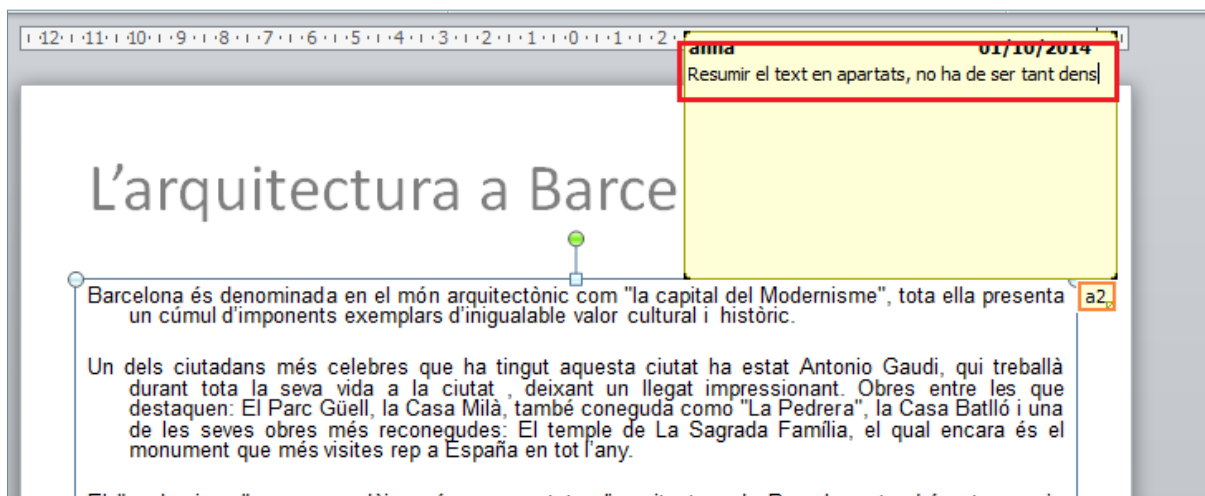 12 11 10 9 8 7 6 5 4 3 2 1 0 1 2
anna 01/10/2014
Resumir el text en apartats, no ha de ser tant dens
L'arquitectura a Barce
Barcelona és denominada en el món arquitectònic com "la capital del Modernisme", tota ella presenta
a2
un cúmul d'imponents exemplars d'inigualable valor cultural i històric.
Un dels ciutadans més celebres que ha tingut aquesta ciutat ha estat Antonio Gaudi, qui treballà
durant tota la seva vida a la ciutat , deixant un llegat impressionant. Obres entre les que
destaquen: El Parc Güell, la Casa Milà, també coneguda como "La Pedrera", la Casa Batlló i una
de les seves obres més reconegudes: El temple de La Sagrada Família, el qual encara és el
monument que més visites rep a España en tot l'any.